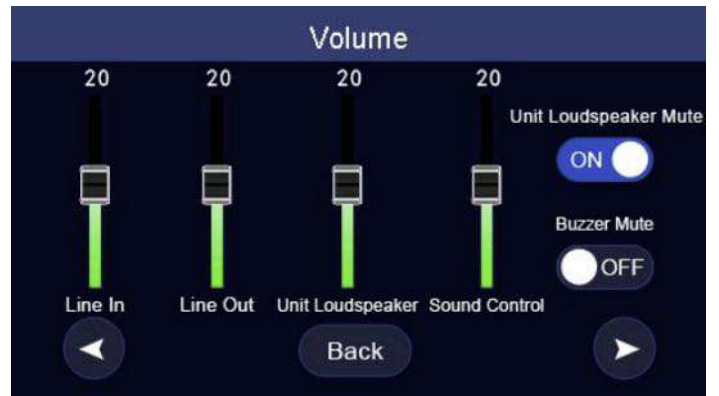 Volume
20 20 20 20
Unit Loudspeaker Mute
ON
Buzzer Mute
OFF
Line In Line Out Unit Loudspeaker Sound Control
Back